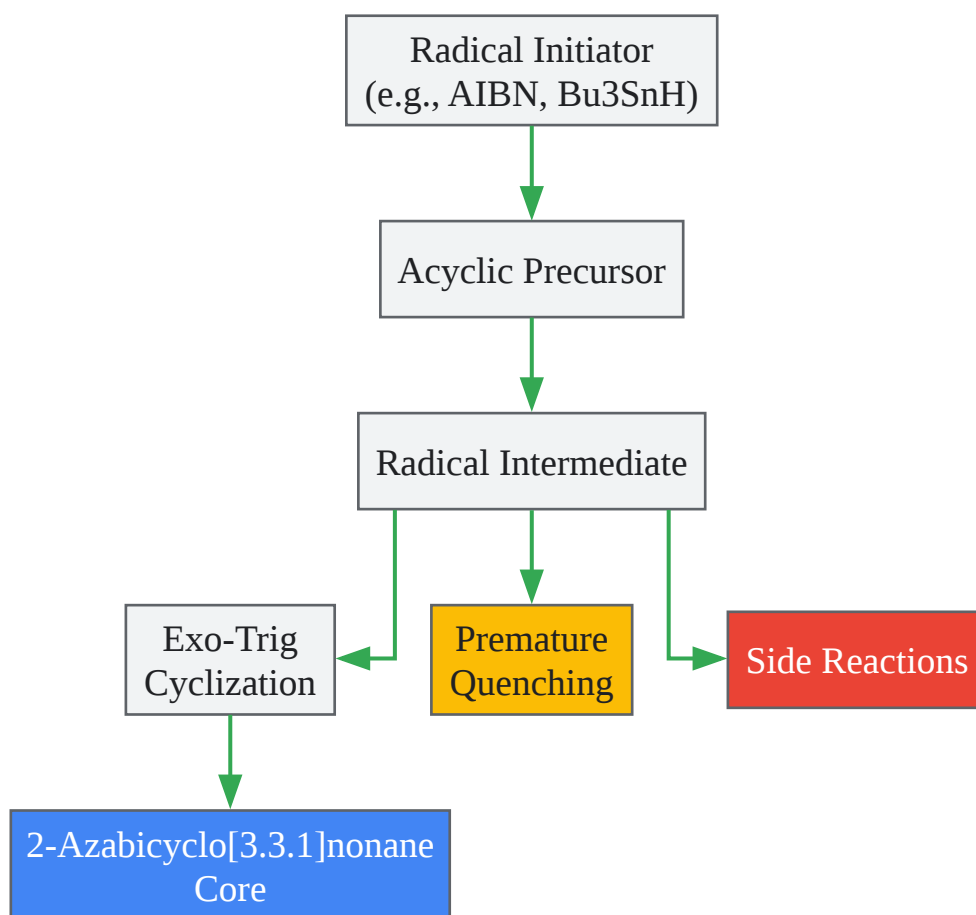 Radical Initiator
(e.g., AIBN, Bu3SnH)
Acyclic Precursor
Radical Intermediate
Exo-Trig
Cyclization
Premature
Quenching
Side Reactions
2-Azabicyclo[3.3.1]nonane
Core